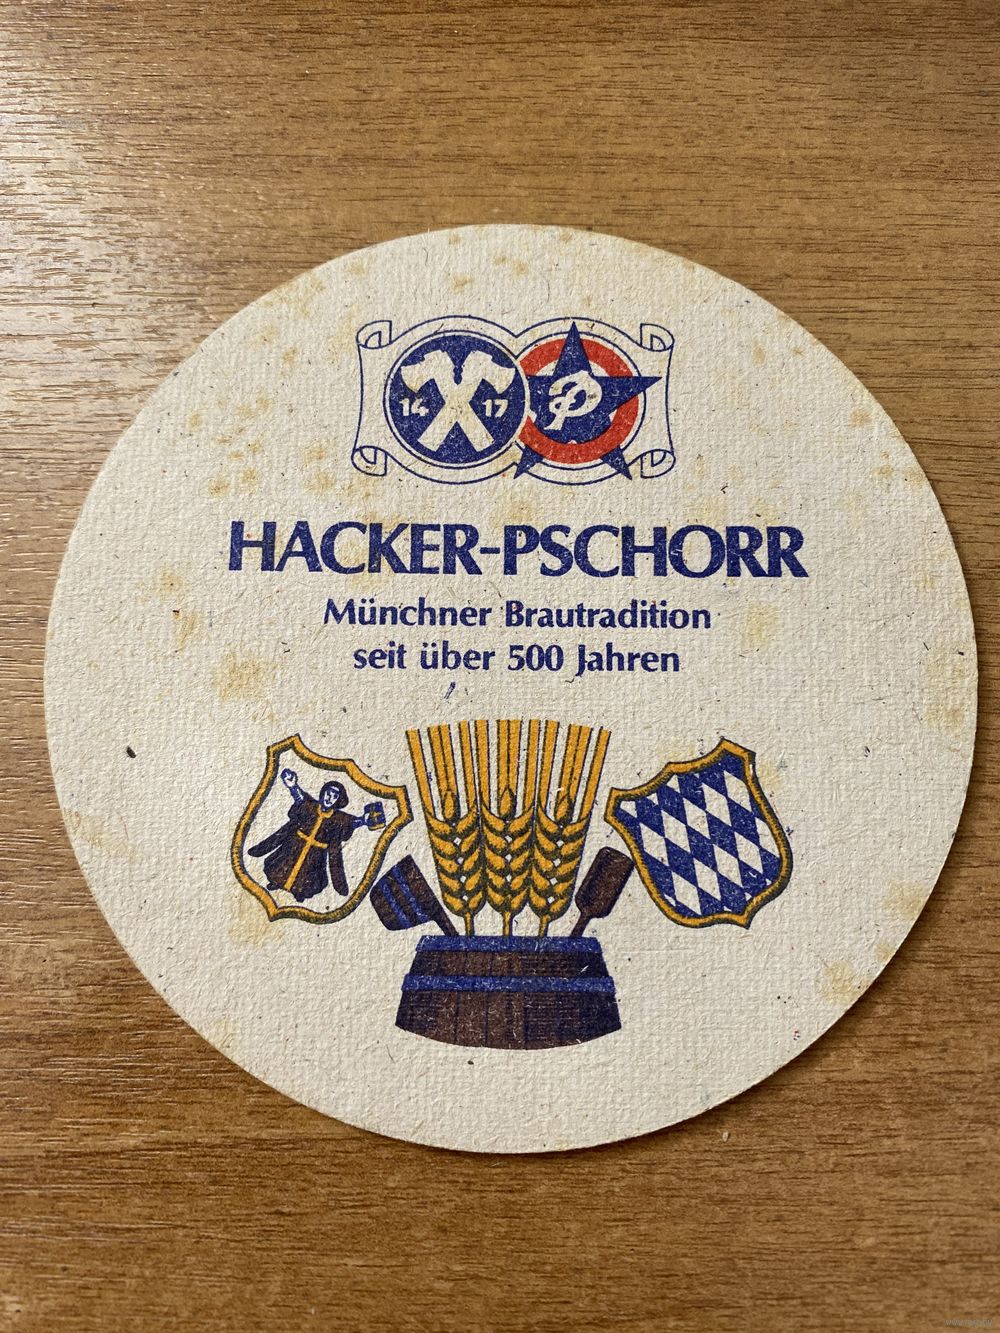 14 17 P
HACKER-PSCHORR
Münchner Brautradition
seit über 500 Jahren